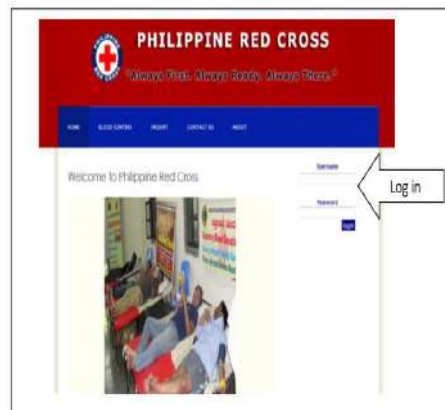 PHILIPPINE RED CROSS
"Always First. Always Ready. Always There."
HOME BLOOD CENTERS INQUIRY CONTACT US ABOUT
Welcome to Philippine Red Cross
Username
Password
login
Log in